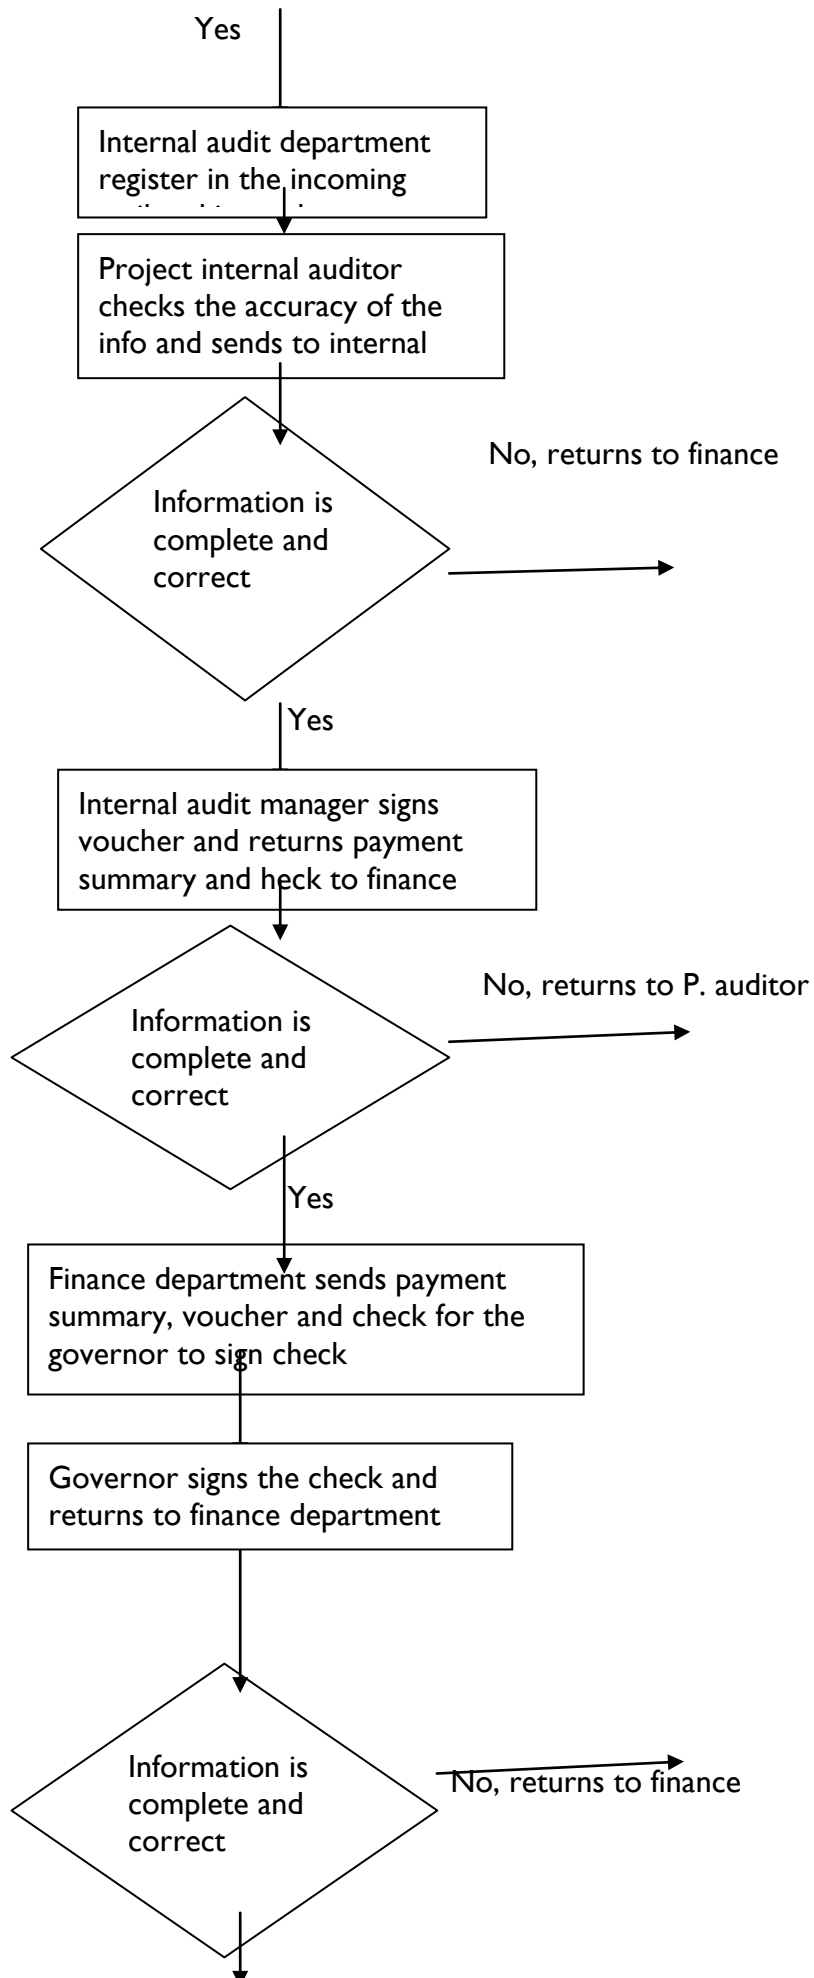 Yes
Internal audit department
register in the incoming
Project internal auditor
checks the accuracy of the
info and sends to internal
No, returns to finance
Information is
complete and
correct
Yes
Internal audit manager signs
voucher and returns payment
summary and heck to finance
No, returns to P. auditor
Information is
complete and
correct
Yes
Finance department sends payment
summary, voucher and check for the
governor to sign check
Governor signs the check and
returns to finance department
Information is
complete and
correct
No, returns to finance